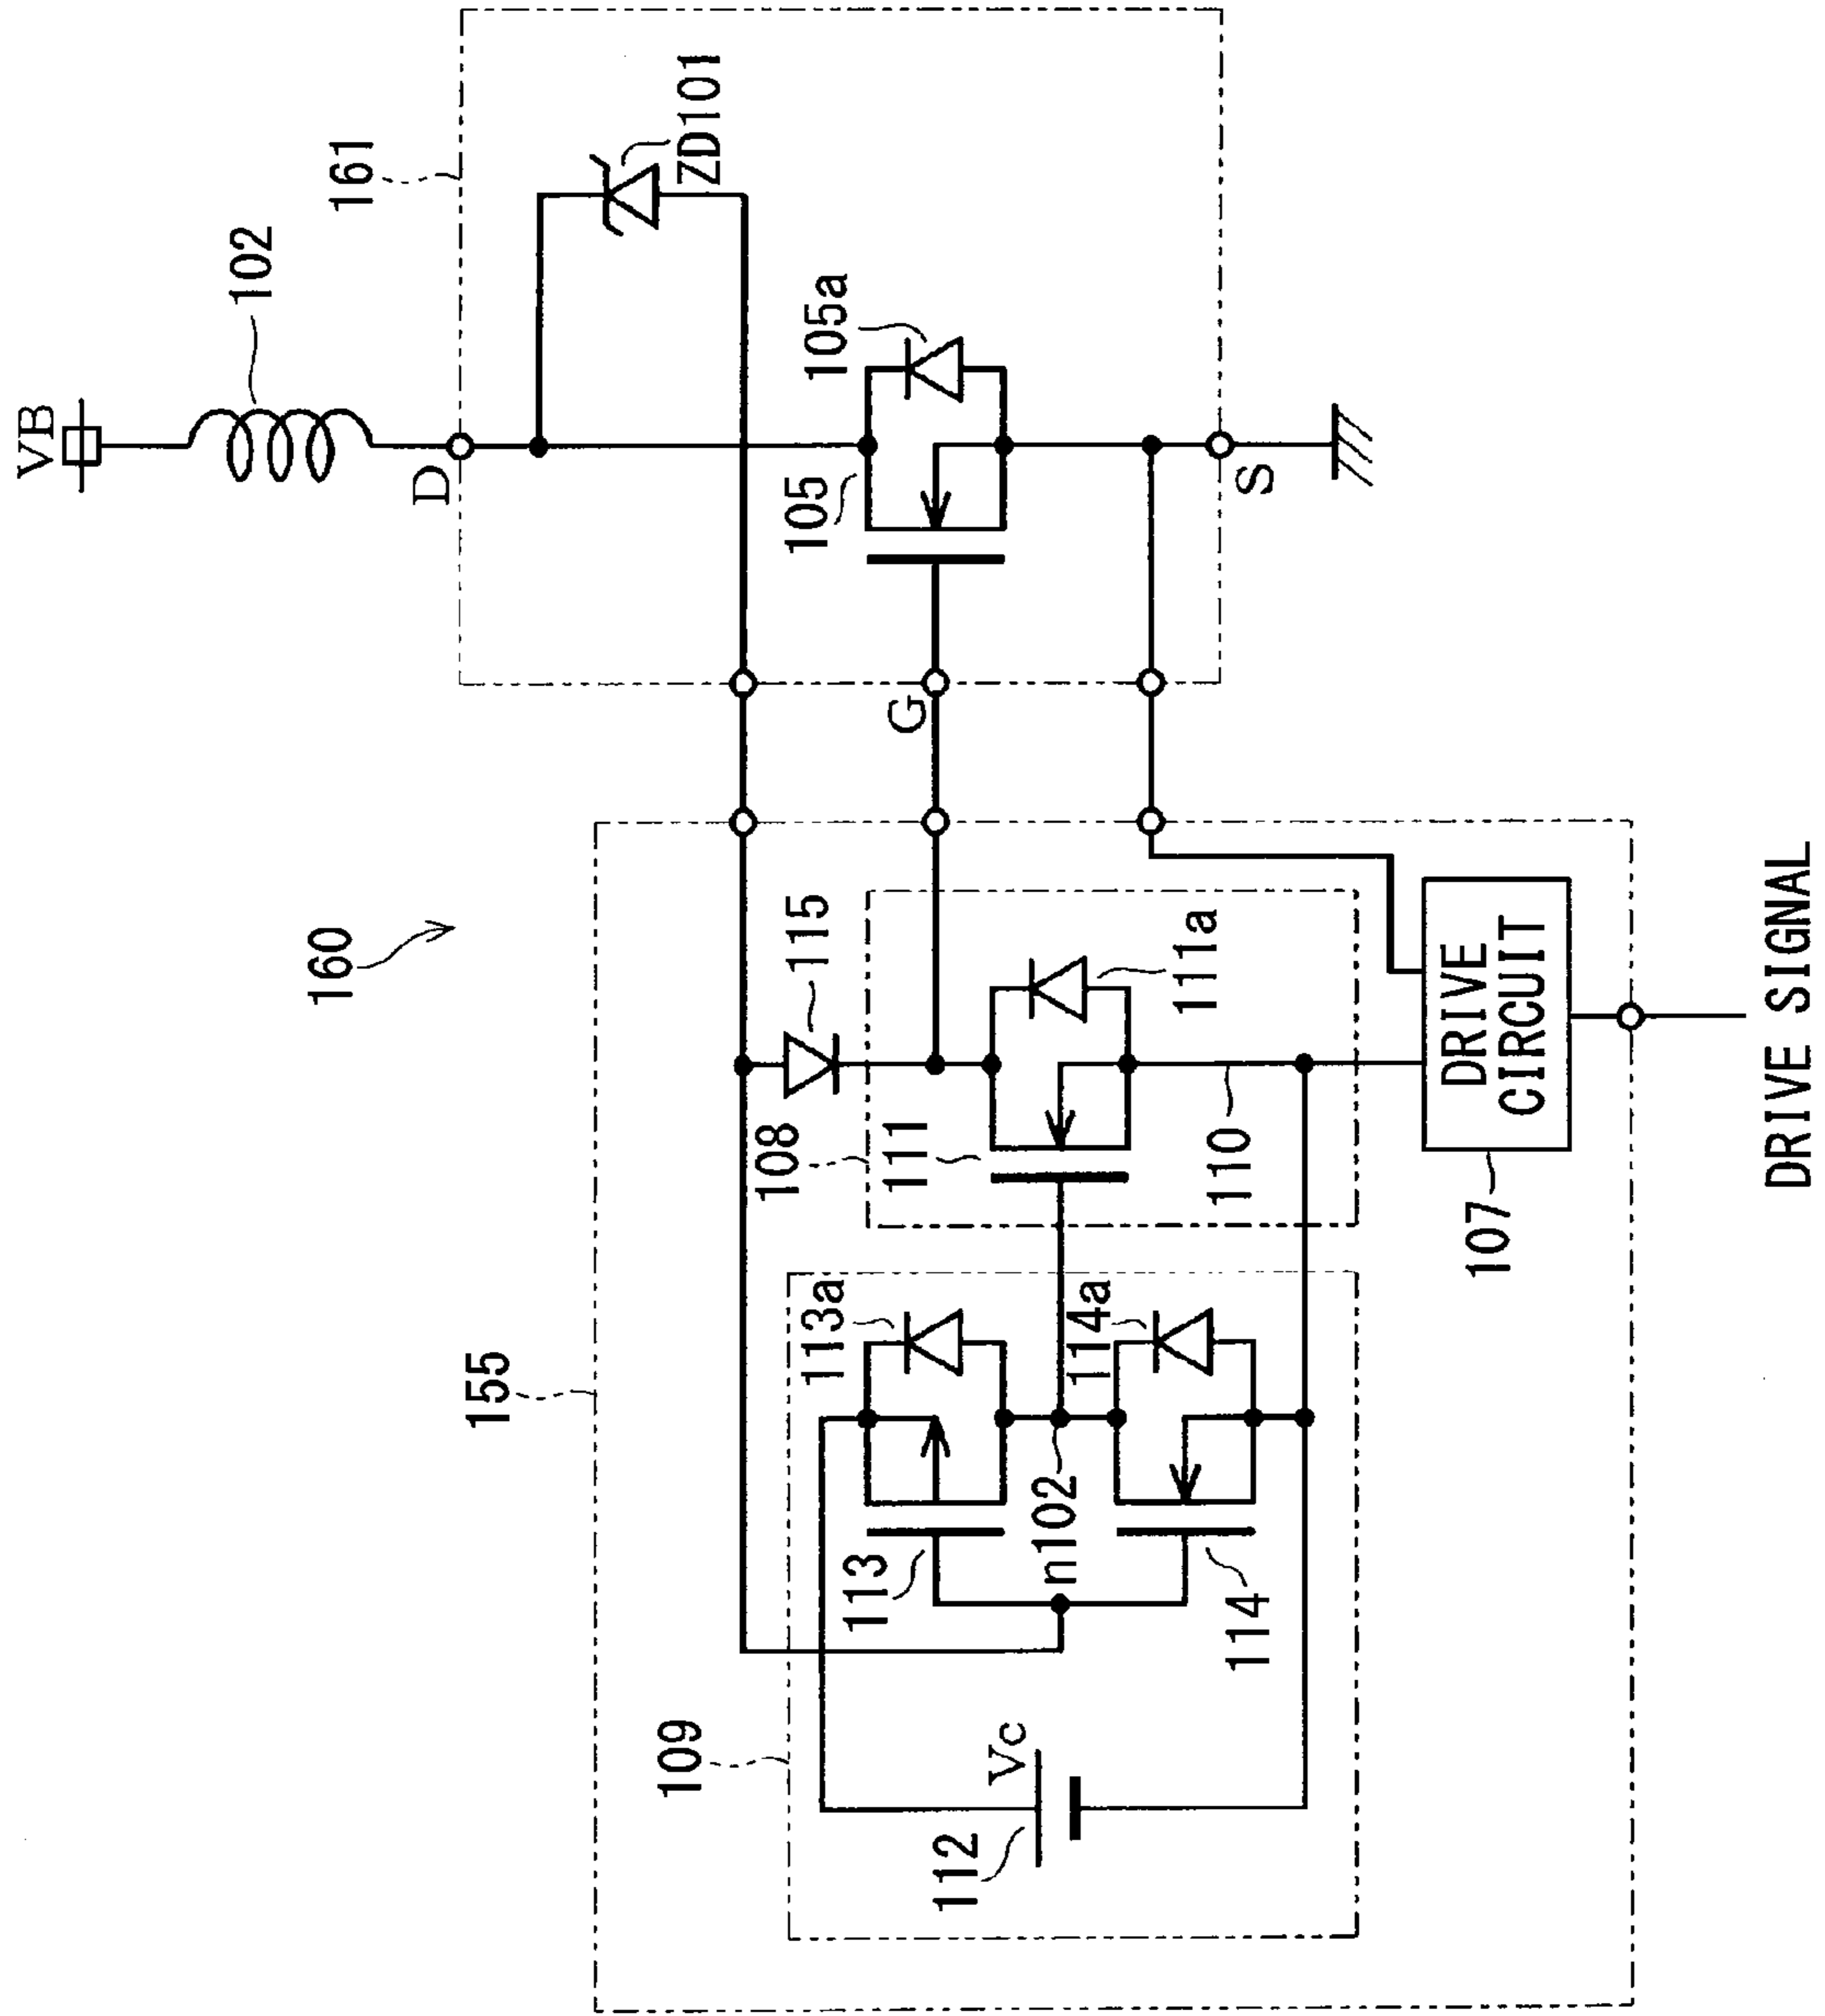 VB
102
D
161
ZD101
105
105a
S
G
160
155
115
108
111
111a
110
109
113a
113
n102
114a
114
Vc
112
107
DRIVE
CIRCUIT
DRIVE SIGNAL